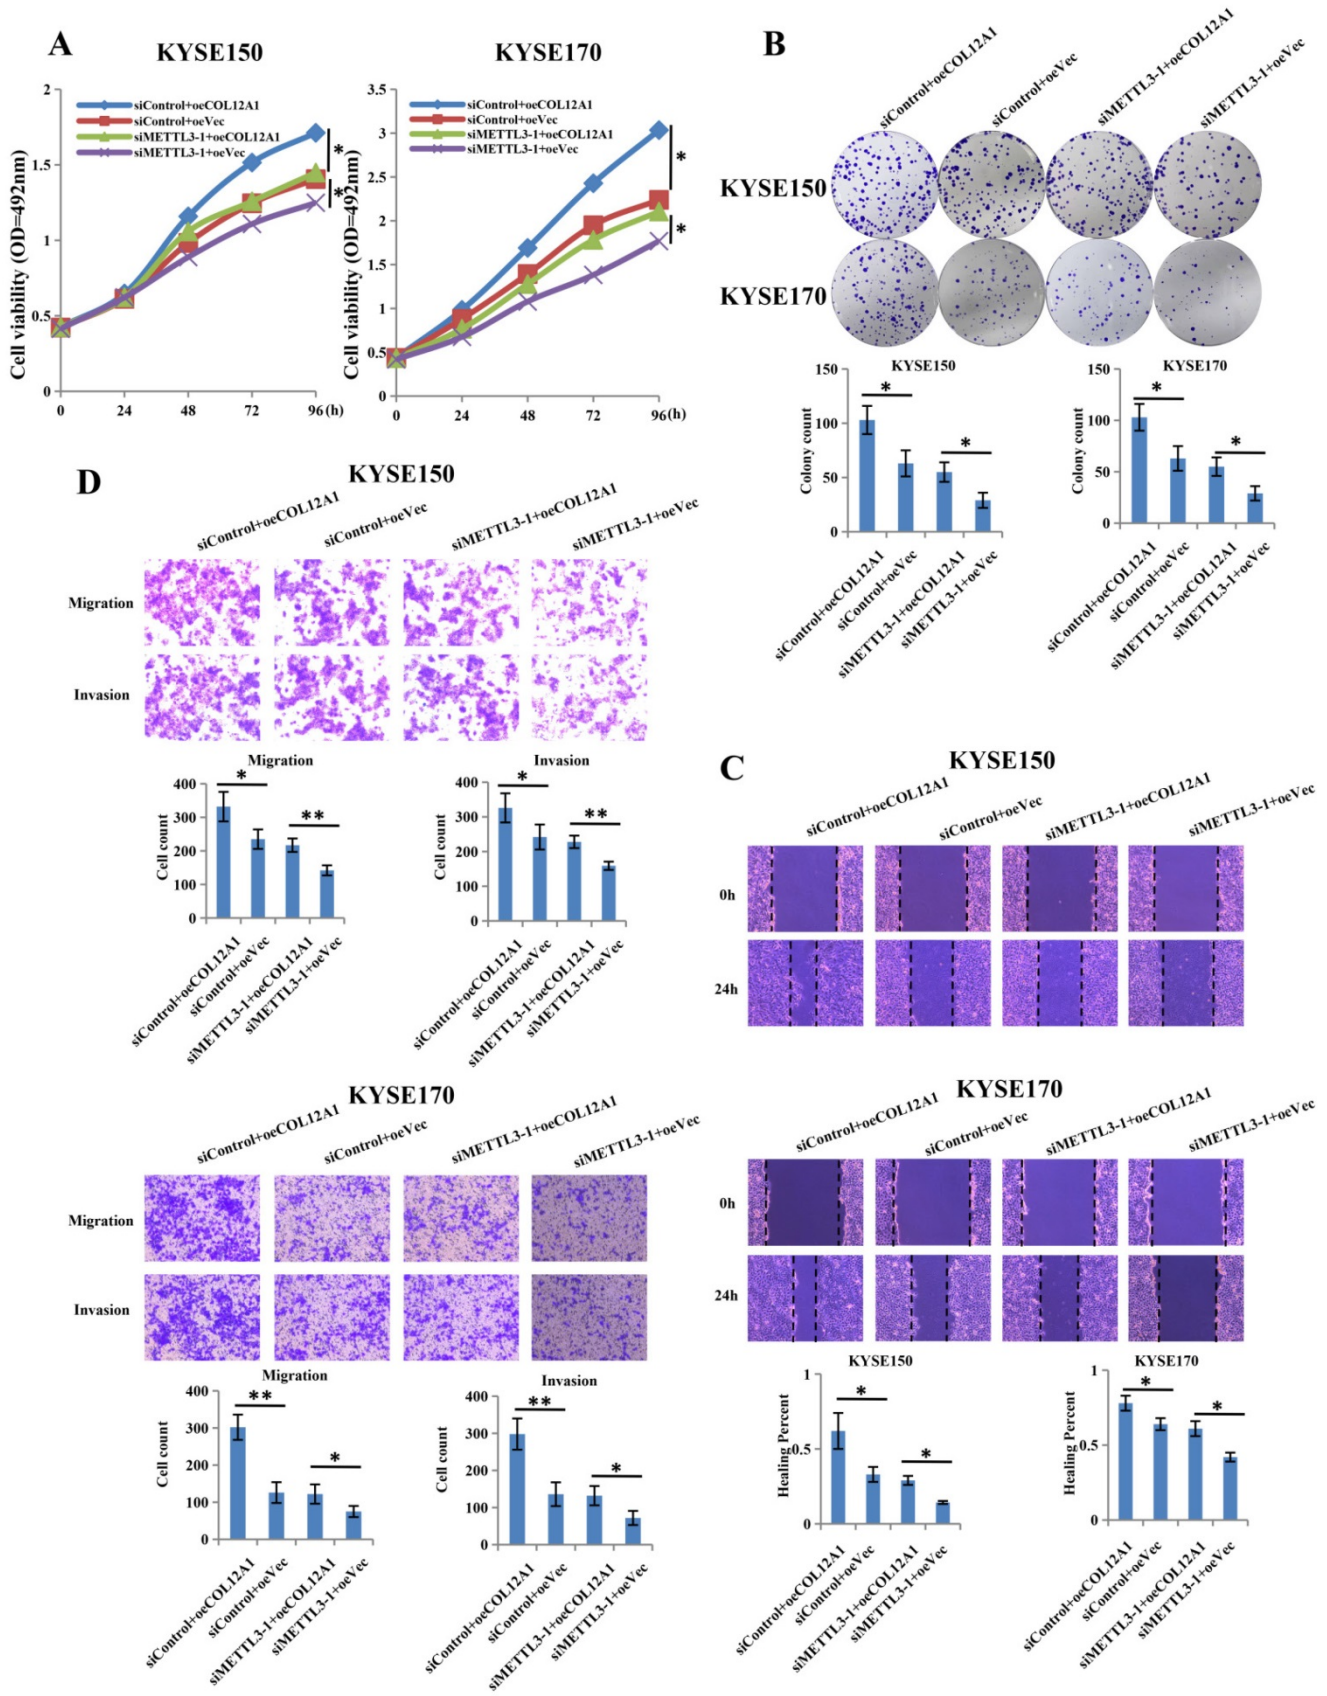 A
KYSE150
KYSE170
Cell viability (OD=492nm)
2
1.5
1
0.5
0
siControl+oeCOL12A1
siControl+oeVec
siMETTL3-1+oeCOL12A1
siMETTL3-1+oeVec
*
*
0 24 48 72 96(h)
Cell viability (OD=492nm)
3.5
3
2.5
2
1.5
1
0.5
0
siControl+oeCOL12A1
siControl+oeVec
siMETTL3-1+oeCOL12A1
siMETTL3-1+oeVec
*
*
0 24 48 72 96(h)
B
siControl+oeCOL12A1
siControl+oeVec
siMETTL3-1+oeCOL12A1
siMETTL3-1+oeVec
KYSE150
KYSE170
KYSE150
Colony count
150
100
50
0
*
*
siControl+oeCOL12A1
siControl+oeVec
siMETTL3-1+oeCOL12A1
siMETTL3-1+oeVec
KYSE170
Colony count
150
100
50
0
*
*
siControl+oeCOL12A1
siControl+oeVec
siMETTL3-1+oeCOL12A1
siMETTL3-1+oeVec
D
KYSE150
siControl+oeCOL12A1
siControl+oeVec
siMETTL3-1+oeCOL12A1
siMETTL3-1+oeVec
Migration
Invasion
Migration
Cell count
400
300
200
100
0
*
**
siControl+oeCOL12A1
siControl+oeVec
siMETTL3-1+oeCOL12A1
siMETTL3-1+oeVec
Invasion
Cell count
400
300
200
100
0
*
**
siControl+oeCOL12A1
siControl+oeVec
siMETTL3-1+oeCOL12A1
siMETTL3-1+oeVec
KYSE170
siControl+oeCOL12A1
siControl+oeVec
siMETTL3-1+oeCOL12A1
siMETTL3-1+oeVec
Migration
Invasion
Migration
Cell count
400
300
200
100
0
**
*
siControl+oeCOL12A1
siControl+oeVec
siMETTL3-1+oeCOL12A1
siMETTL3-1+oeVec
Invasion
Cell count
400
300
200
100
0
**
*
siControl+oeCOL12A1
siControl+oeVec
siMETTL3-1+oeCOL12A1
siMETTL3-1+oeVec
C
KYSE150
siControl+oeCOL12A1
siControl+oeVec
siMETTL3-1+oeCOL12A1
siMETTL3-1+oeVec
0h
24h
KYSE170
siControl+oeCOL12A1
siControl+oeVec
siMETTL3-1+oeCOL12A1
siMETTL3-1+oeVec
0h
24h
KYSE150
Healing Percent
1
0.5
0
*
*
siControl+oeCOL12A1
siControl+oeVec
siMETTL3-1+oeCOL12A1
siMETTL3-1+oeVec
KYSE170
Healing Percent
1
0.5
0
*
*
siControl+oeCOL12A1
siControl+oeVec
siMETTL3-1+oeCOL12A1
siMETTL3-1+oeVec